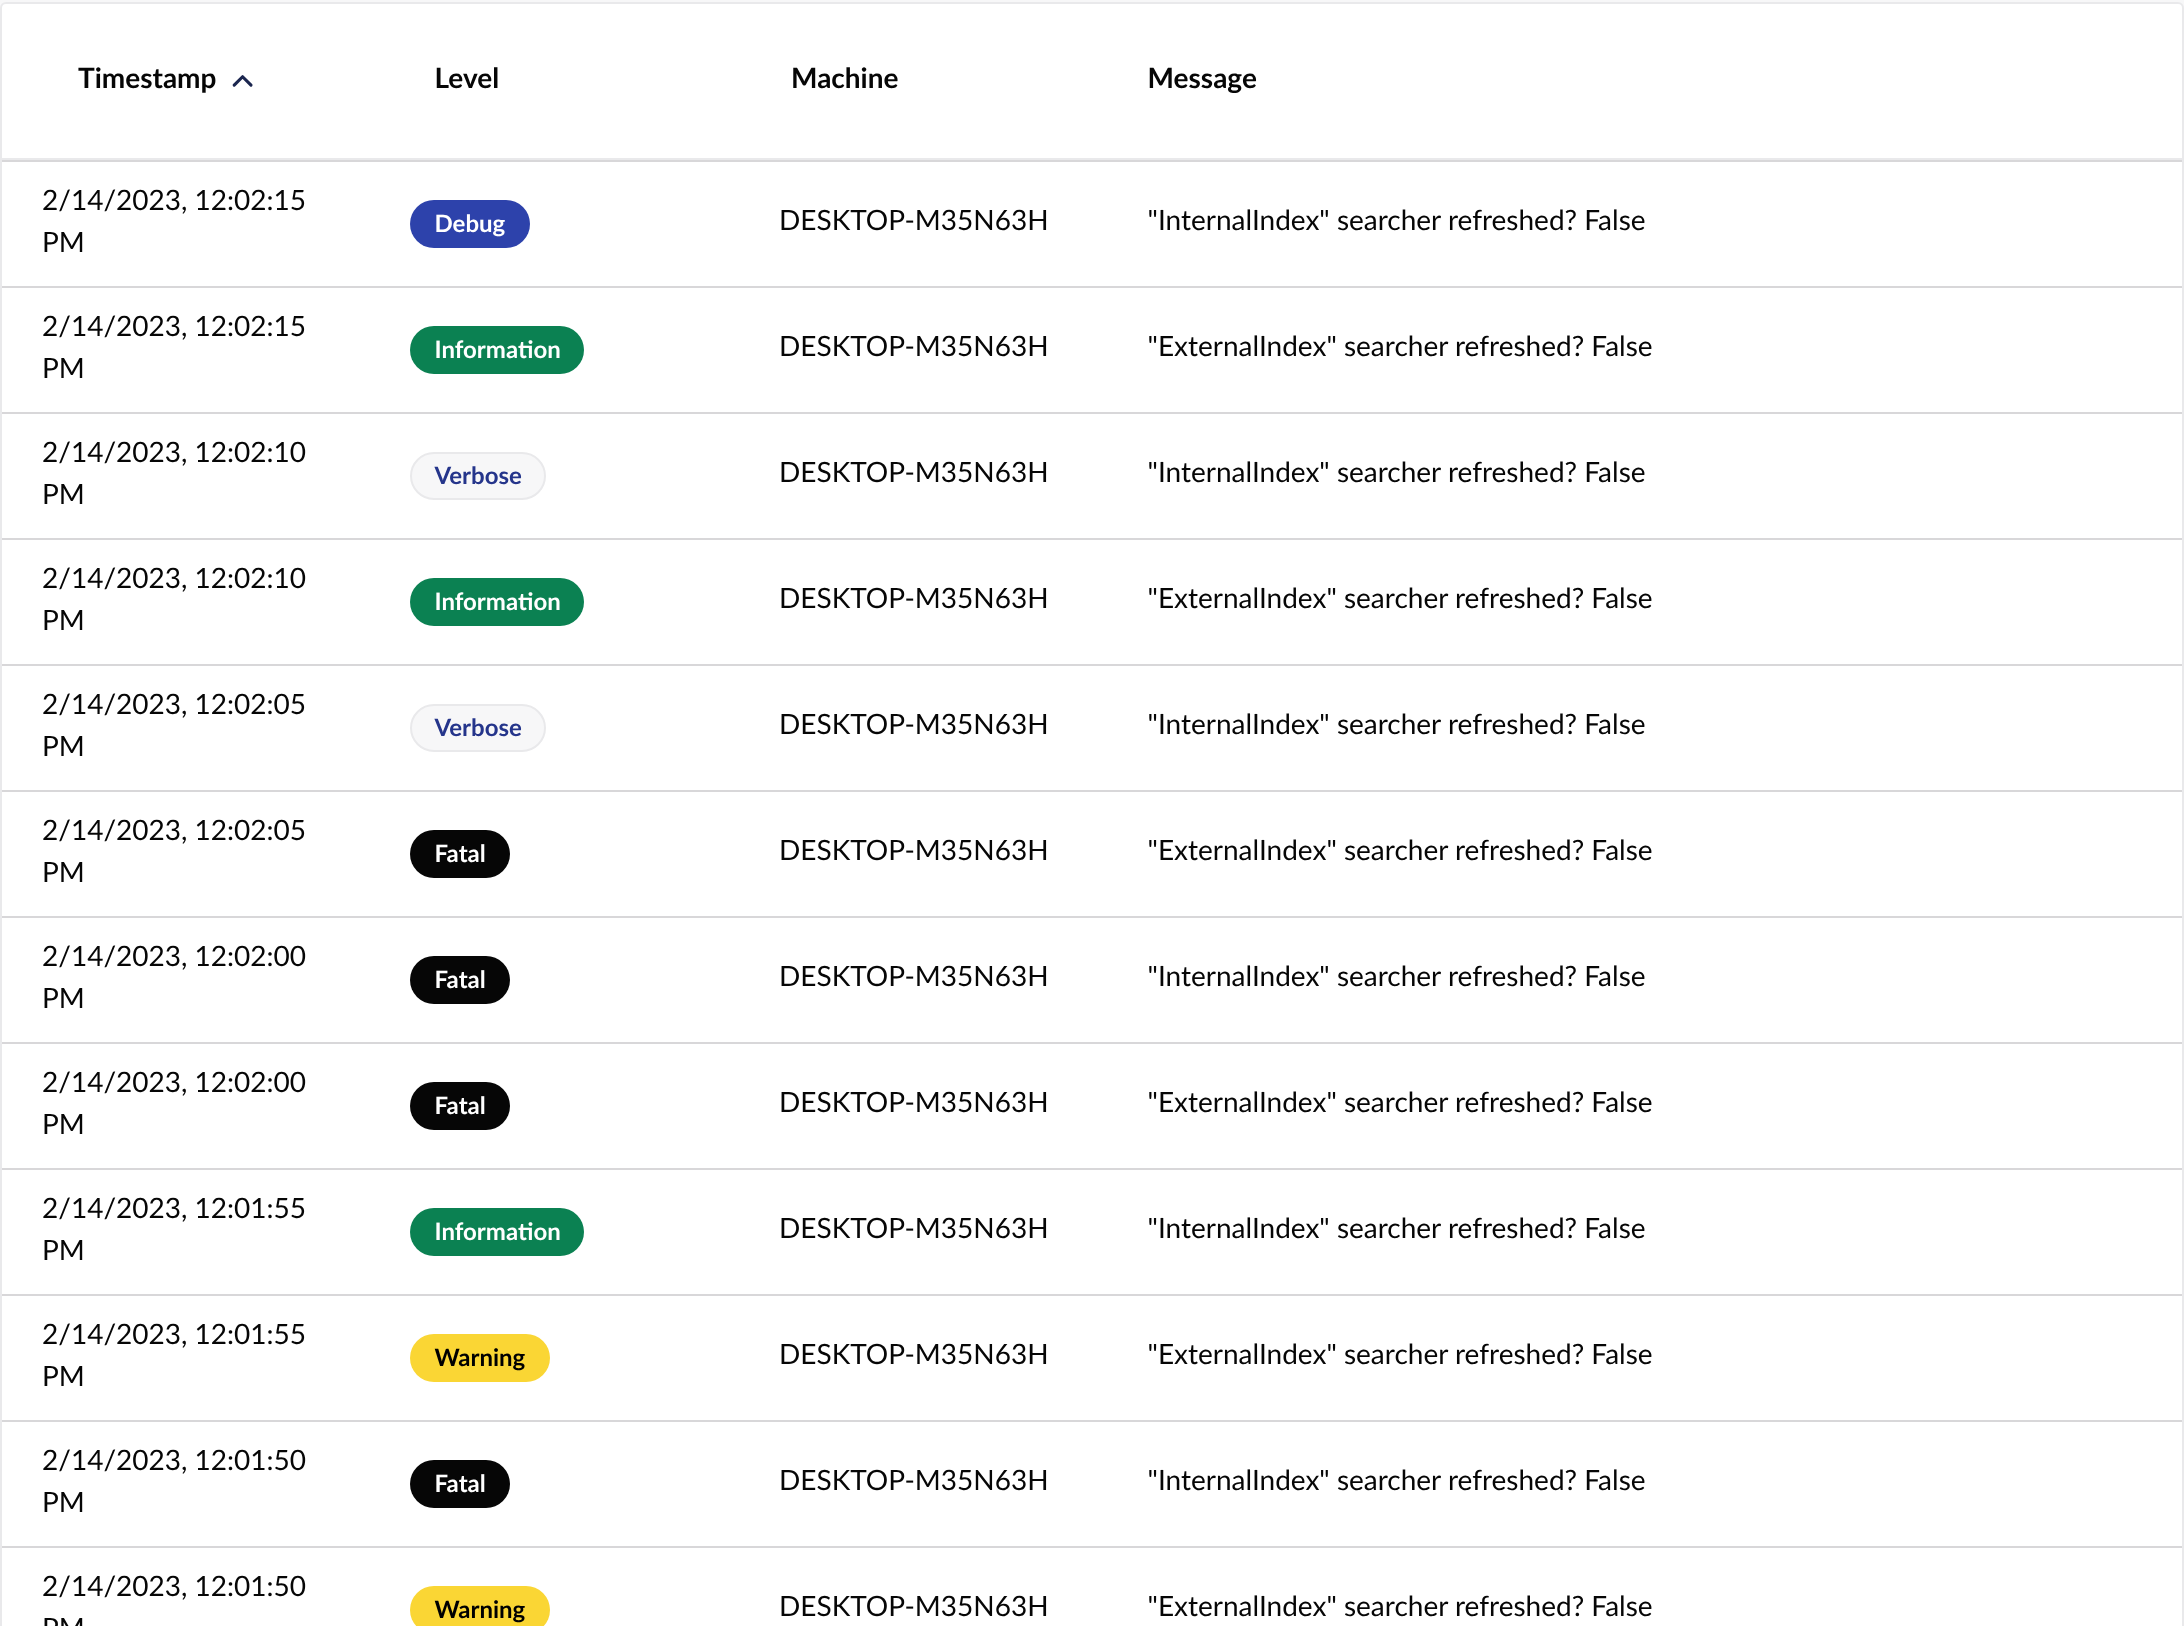 Timestamp Level Machine Message
2/14/2023, 12:02:15
PM
Debug DESKTOP-M35N63H "InternalIndex" searcher refreshed? False
2/14/2023, 12:02:15
PM
Information DESKTOP-M35N63H "ExternalIndex" searcher refreshed? False
2/14/2023, 12:02:10
PM
Verbose DESKTOP-M35N63H "InternalIndex" searcher refreshed? False
2/14/2023, 12:02:10
PM
Information DESKTOP-M35N63H "ExternalIndex" searcher refreshed? False
2/14/2023, 12:02:05
PM
Verbose DESKTOP-M35N63H "InternalIndex" searcher refreshed? False
2/14/2023, 12:02:05
PM
Fatal DESKTOP-M35N63H "ExternalIndex" searcher refreshed? False
2/14/2023, 12:02:00
PM
Fatal DESKTOP-M35N63H "InternalIndex" searcher refreshed? False
2/14/2023, 12:02:00
PM
Fatal DESKTOP-M35N63H "ExternalIndex" searcher refreshed? False
2/14/2023, 12:01:55
PM
Information DESKTOP-M35N63H "InternalIndex" searcher refreshed? False
2/14/2023, 12:01:55
PM
Warning DESKTOP-M35N63H "ExternalIndex" searcher refreshed? False
2/14/2023, 12:01:50
PM
Fatal DESKTOP-M35N63H "InternalIndex" searcher refreshed? False
2/14/2023, 12:01:50
PM
Warning DESKTOP-M35N63H "ExternalIndex" searcher refreshed? False